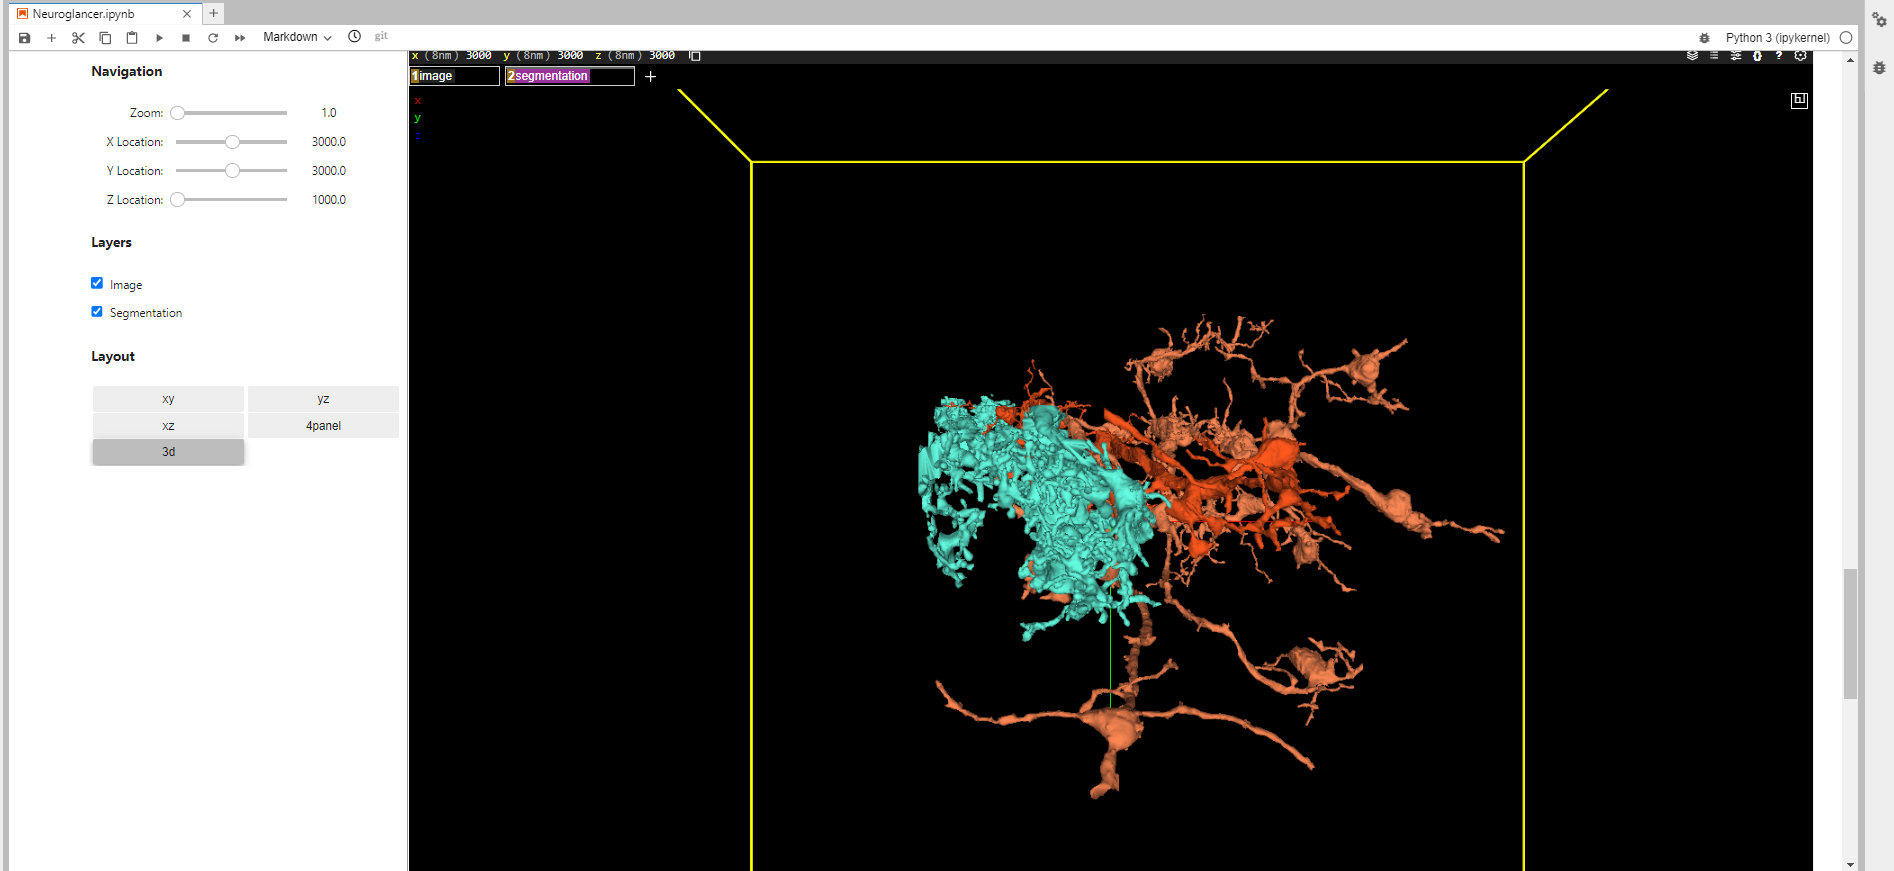 Neuroglancer.ipynb
Markdown
git
Python 3 (ipykernel)
Navigation
Zoom: 1.0
X Location: 3000.0
Y Location: 3000.0
Z Location: 1000.0
Layers
Image
Segmentation
Layout
xy yz
xz 4panel
3d
x (8nm) 3000 y (8nm) 3000 z (8nm) 3000
1image 2segmentation +
x
y
z